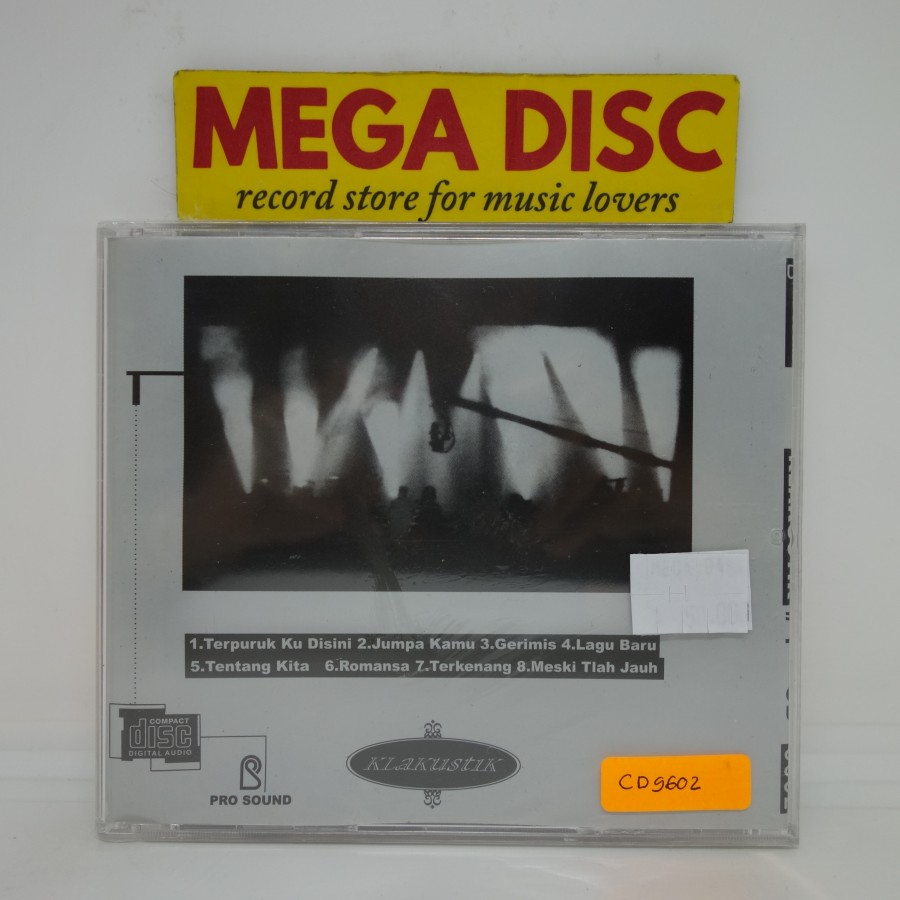 MEGA DISC
record store for music lovers
1.Terpuruk Ku Disini 2.Jumpa Kamu 3.Gerimis 4.Lagu Baru
5.Tentang Kita 6.Romansa 7.Terkenang 8.Meski Tlah Jauh
COMPACT
disc
DIGITAL AUDIO
PRO SOUND
KLaKustiK
CD9602